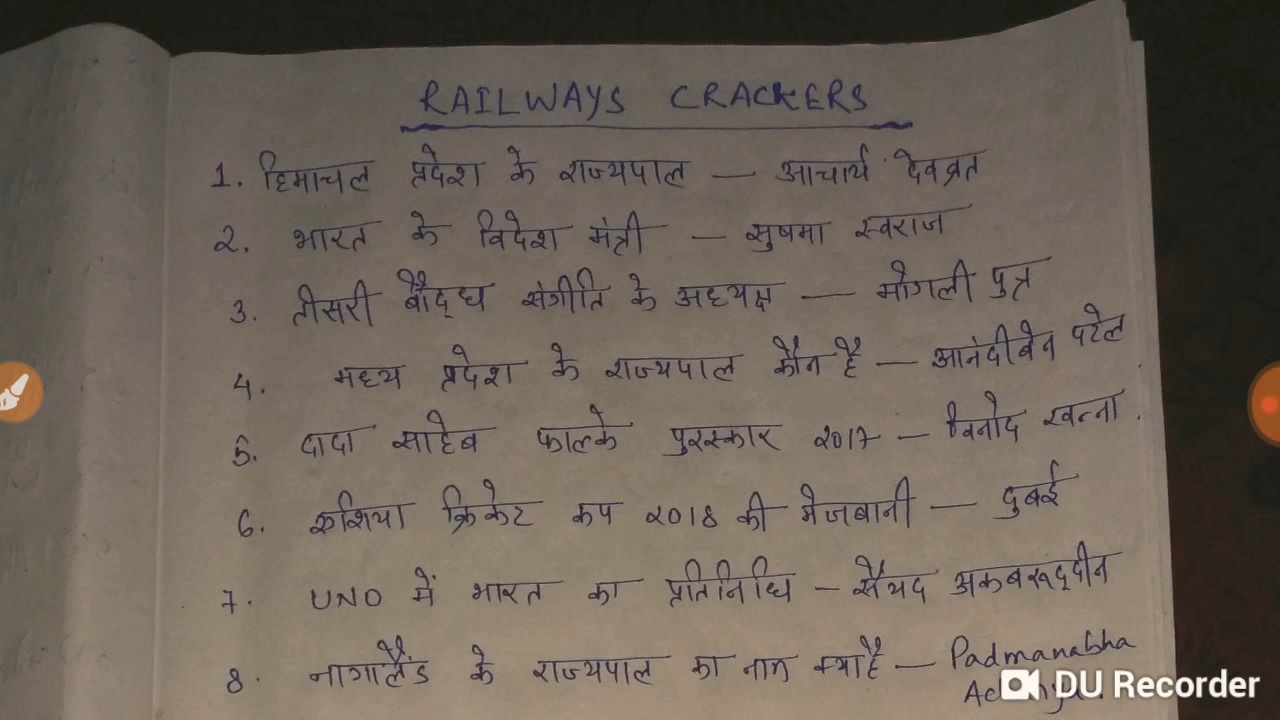 RAILWAYS CRACKERS
1. हिमाचल प्रदेश के राज्यपाल — आचार्य देवव्रत
2. भारत के विदेश मंत्री — सुषमा स्वराज
3. तीसरी बौद्ध संगीति के अध्यक्ष — मोगली पुत्र
4. मध्य प्रदेश के राज्यपाल कौन है — आनंदीबेन पटेल
5. दादा साहेब फाल्के पुरस्कार 2017 — विनोद खन्ना.
6. एशिया क्रिकेट कप 2018 की मेजबानी — दुबई
7. UNO में भारत का प्रतिनिधि — सैयद अकबरूद्दीन
8. नागालैंड के राज्यपाल का नाम क्या है — Padmanabha
DU Recorder